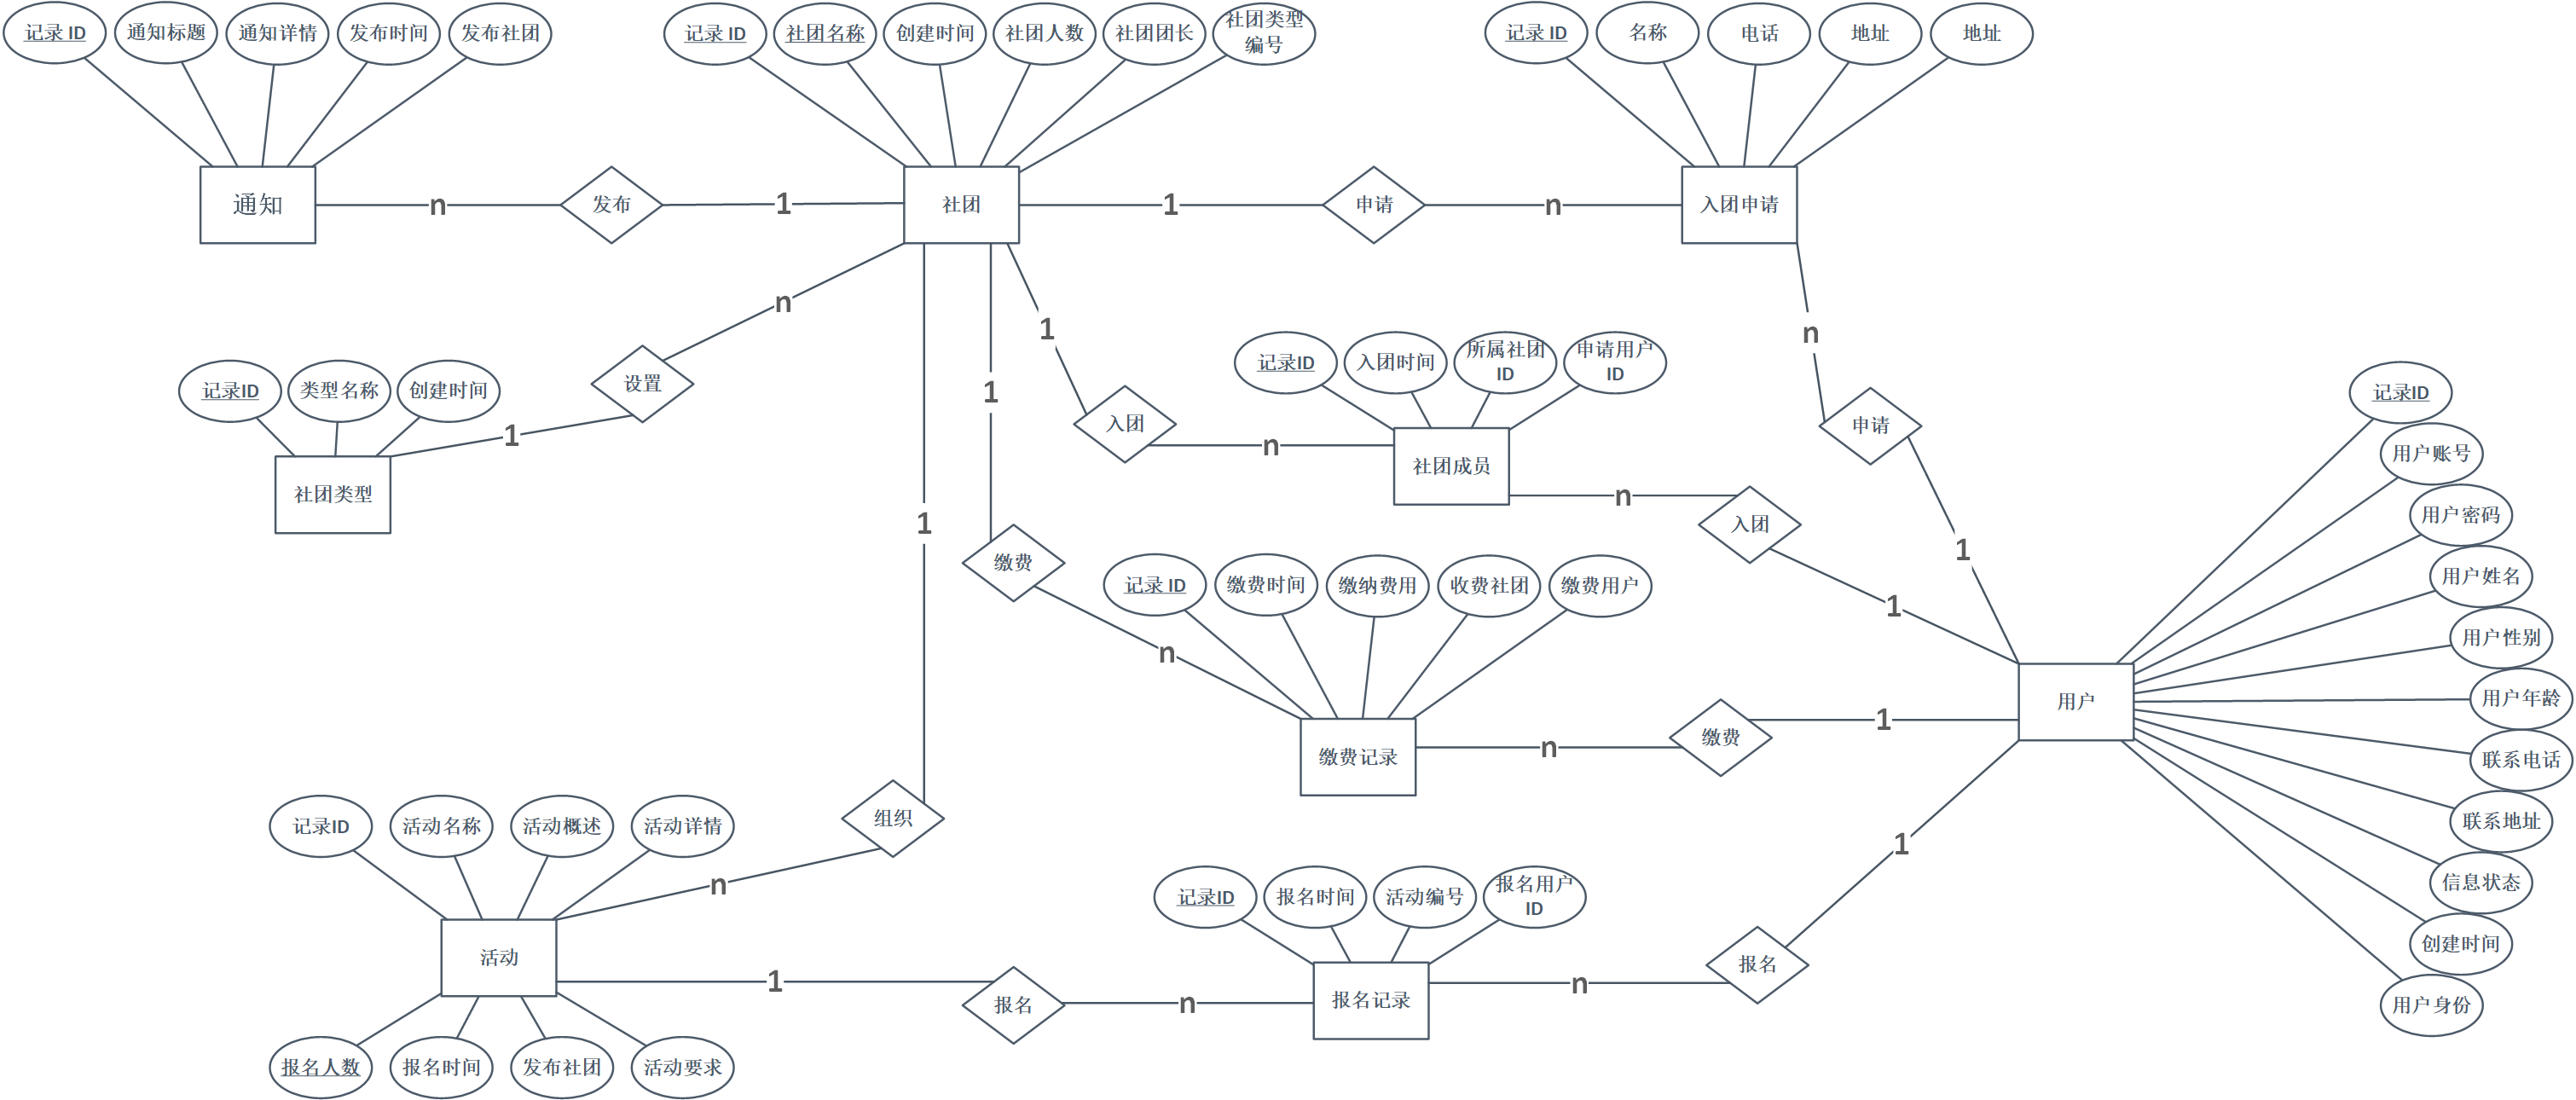 记录 ID
通知标题
通知详情
发布时间
发布社团
记录 ID
社团名称
创建时间
社团人数
社团团长
社团类型
编号
记录 ID
名称
电话
地址
地址
通知
n
发布
1
社团
1
申请
n
入团申请
n
设置
1
记录ID
类型名称
创建时间
社团类型
1
入团
n
记录ID
入团时间
所属社团
ID
申请用户
ID
社团成员
n
入团
1
n
申请
1
1
缴费
n
记录 ID
缴费时间
缴纳费用
收费社团
缴费用户
缴费记录
n
缴费
1
用户
记录ID
用户账号
用户密码
用户姓名
用户性别
用户年龄
联系电话
联系地址
信息状态
创建时间
用户身份
1
组织
n
记录ID
活动名称
活动概述
活动详情
活动
报名人数
报名时间
发布社团
活动要求
1
报名
n
记录ID
报名时间
活动编号
报名用户
ID
报名记录
n
报名
1